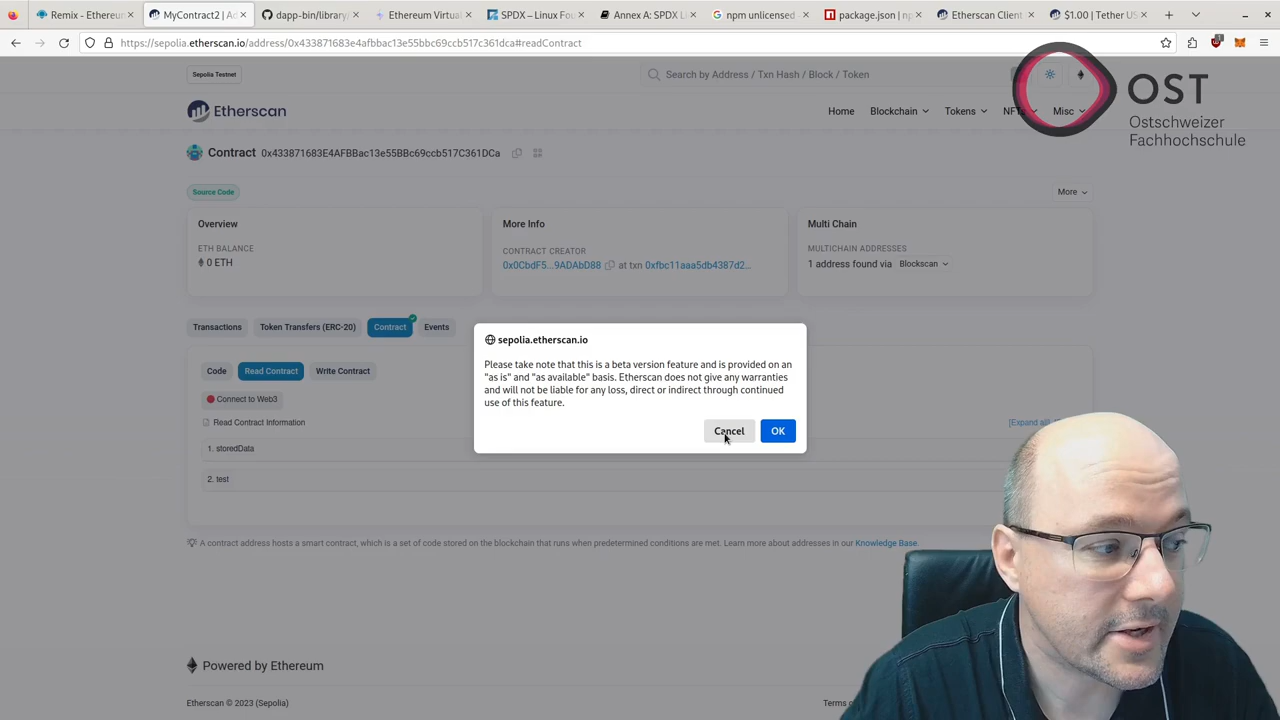 Remix - Ethereum
MyContract2 | Ad
dapp-bin/library/
Ethereum Virtual
SPDX – Linux Fou
Annex A: SPDX Li
npm unlicensed
package.json | np
Etherscan Client
$1.00 | Tether US
https://sepolia.etherscan.io/address/0x433871683e4afbbac13e55bbc69ccb517c361dca#readContract
Sepolia Testnet
Search by Address / Txn Hash / Block / Token
Etherscan
Home
Blockchain
Tokens
NFTs
Misc
OST
Ostschweizer
Fachhochschule
Contract 0x433871683E4AFBBac13e55BBc69ccb517C361DCa
Source Code
More
Overview
ETH BALANCE
0 ETH
More Info
CONTRACT CREATOR
0x0CbdF5...9ADAbD88 at txn 0xfbc11aaa5db4387d2...
Multi Chain
MULTICHAIN ADDRESSES
1 address found via Blockscan
Transactions
Token Transfers (ERC-20)
Contract
Events
Code
Read Contract
Write Contract
Connect to Web3
Read Contract Information
[Expand all]
1. storedData
2. test
sepolia.etherscan.io
Please take note that this is a beta version feature and is provided on an
"as is" and "as available" basis. Etherscan does not give any warranties
and will not be liable for any loss, direct or indirect through continued
use of this feature.
Cancel
OK
A contract address hosts a smart contract, which is a set of code stored on the blockchain that runs when predetermined conditions are met. Learn more about addresses in our Knowledge Base.
Powered by Ethereum
Etherscan © 2023 (Sepolia)
Terms